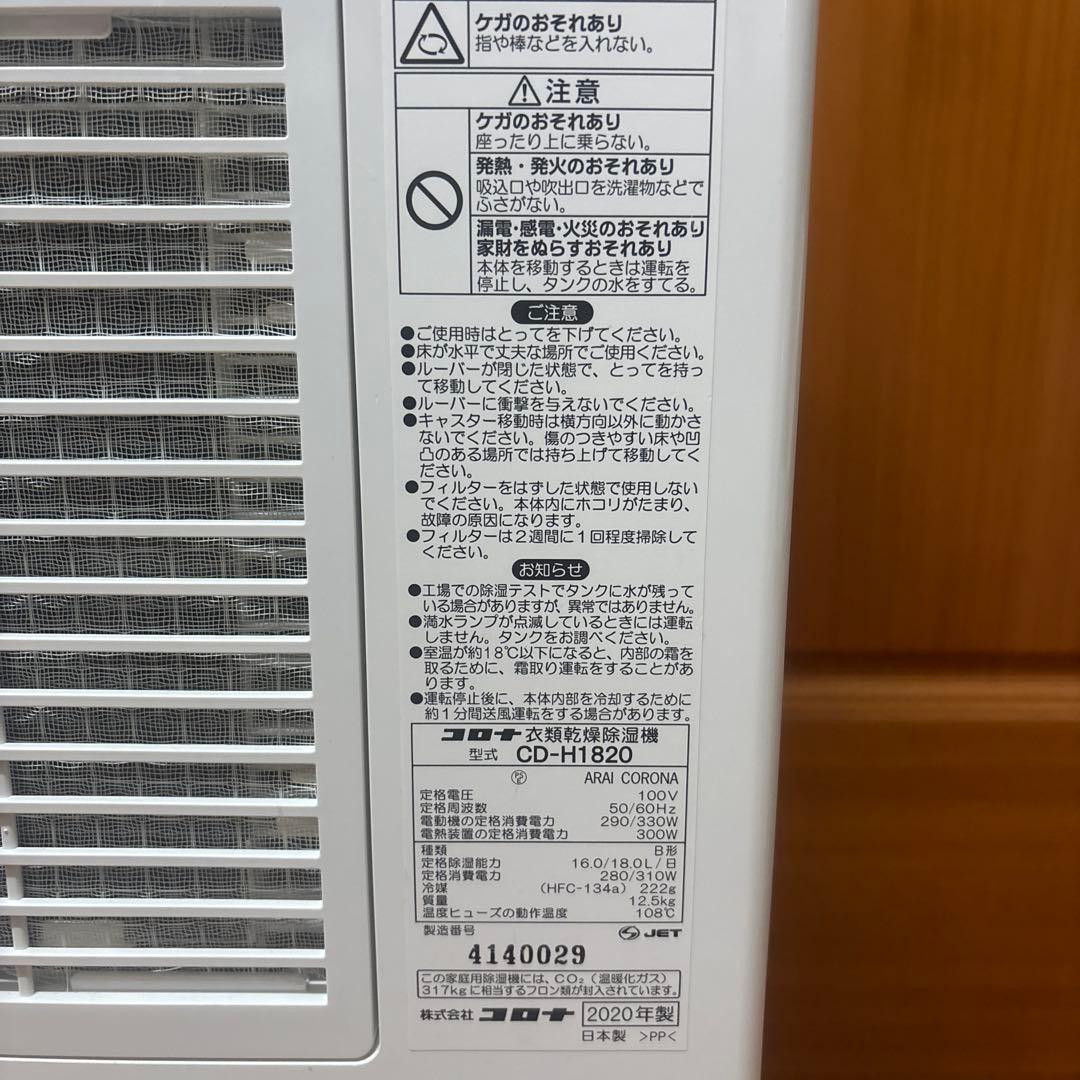 ケガのおそれあり
指や棒などを入れない。
注意
ケガのおそれあり
座ったり上に乗らない。
発熱・発火のおそれあり
吸込口や吹出口を洗濯物などで
ふさがない。
漏電・感電・火災のおそれあり
家財をぬらすおそれあり
本体を移動するときは運転を
停止し、タンクの水をすてる。
ご注意
●ご使用時はとってを下げてください。
●床が水平で丈夫な場所でご使用ください。
●ルーバーが閉じた状態で、とってを持っ
て移動してください。
●ルーバーに衝撃を与えないでください。
●キャスター移動時は横方向以外に動かさ
ないでください。傷のつきやすい床や凹
凸のある場所では持ち上げて移動してく
ださい。
●フィルターをはずした状態で使用しない
でください。本体内にホコリがたまり、
故障の原因になります。
●フィルターは2週間に1回程度掃除して
ください。
お知らせ
●工場での除湿テストでタンクに水が残って
いる場合がありますが、異常ではありません。
●満水ランプが点滅しているときには運転
しません。タンクをお調べください。
●室温が約18℃以下になると、内部の霜を
取るために、霜取り運転をすることがあ
ります。
●運転停止後に、本体内部を冷却するために
約1分間送風運転をする場合があります。
コロナ 衣類乾燥除湿機
型式 CD-H1820
PSE ARAI CORONA
定格電圧 100V
定格周波数 50/60Hz
電動機の定格消費電力 290/330W
電熱装置の定格消費電力 300W
種類 B形
定格除湿能力 16.0/18.0L/日
定格消費電力 280/310W
冷媒 (HFC-134a) 222g
質量 12.5kg
温度ヒューズの動作温度 108℃
製造番号 JET
4140029
この家庭用除湿機には、CO₂(温暖化ガス)
317kgに相当するフロン類が封入されています。
株式会社 コロナ 2020年製
日本製 >PP<